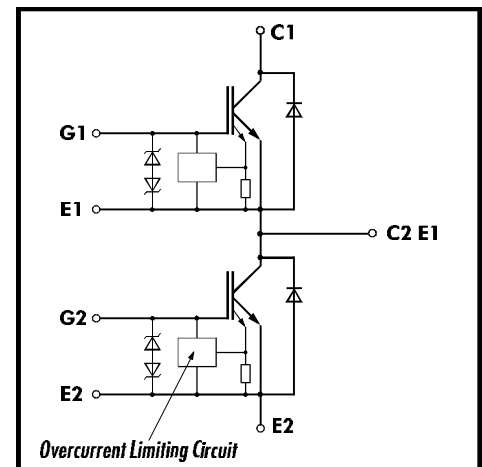 C1
G1
E1
C2 E1
G2
E2
E2
Overcurrent Limiting Circuit